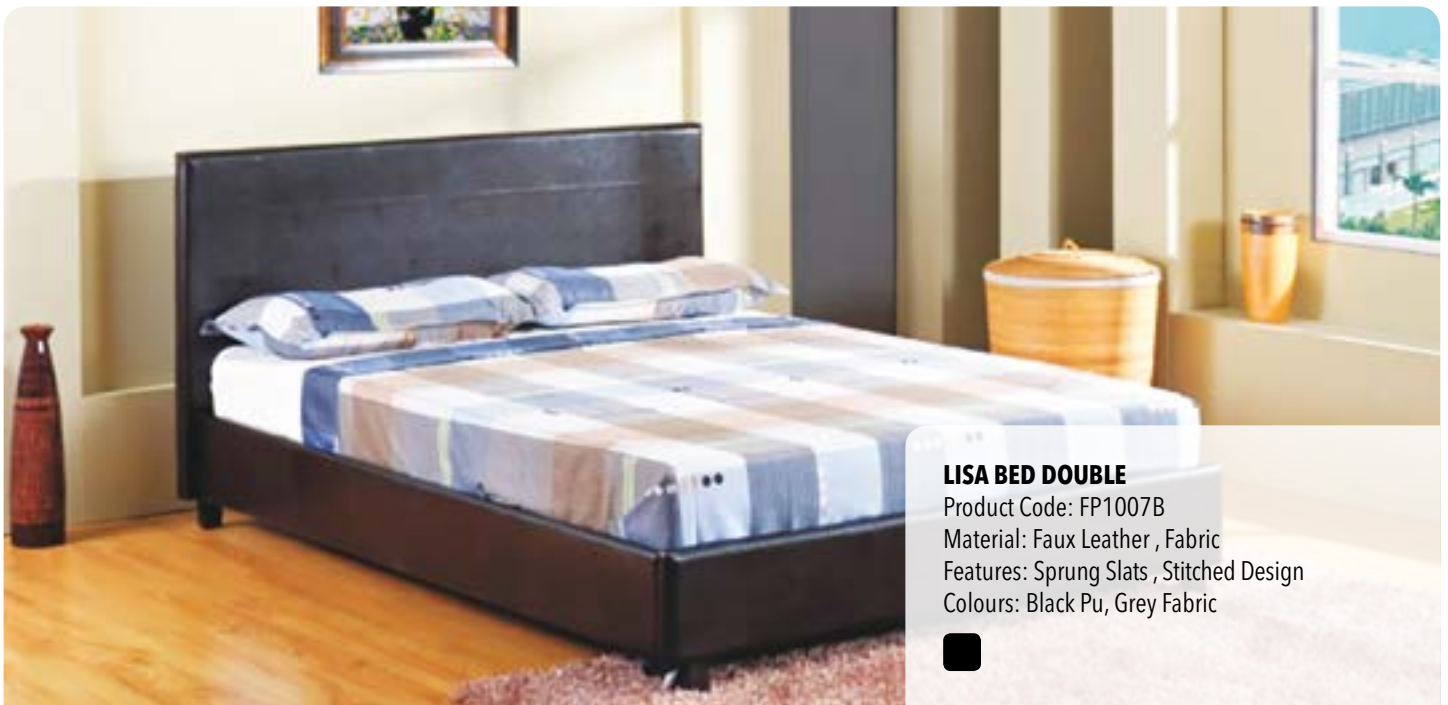 LISA BED DOUBLE
Product Code: FP1007B
Material: Faux Leather , Fabric
Features: Sprung Slats , Stitched Design
Colours: Black Pu, Grey Fabric